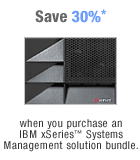 Save 30%*
when you purchase an
IBM xSeries™ Systems
Management solution bundle.